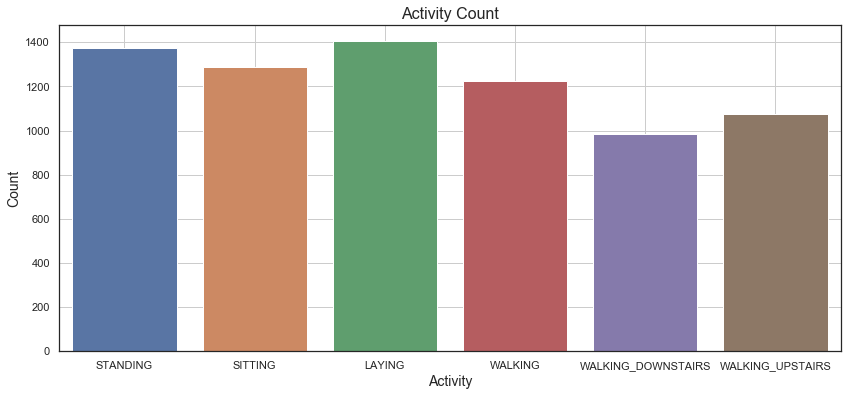 Activity Count
Count
1400
1200
1000
800
600
400
200
0
STANDING SITTING LAYING WALKING WALKING_DOWNSTAIRS WALKING_UPSTAIRS
Activity